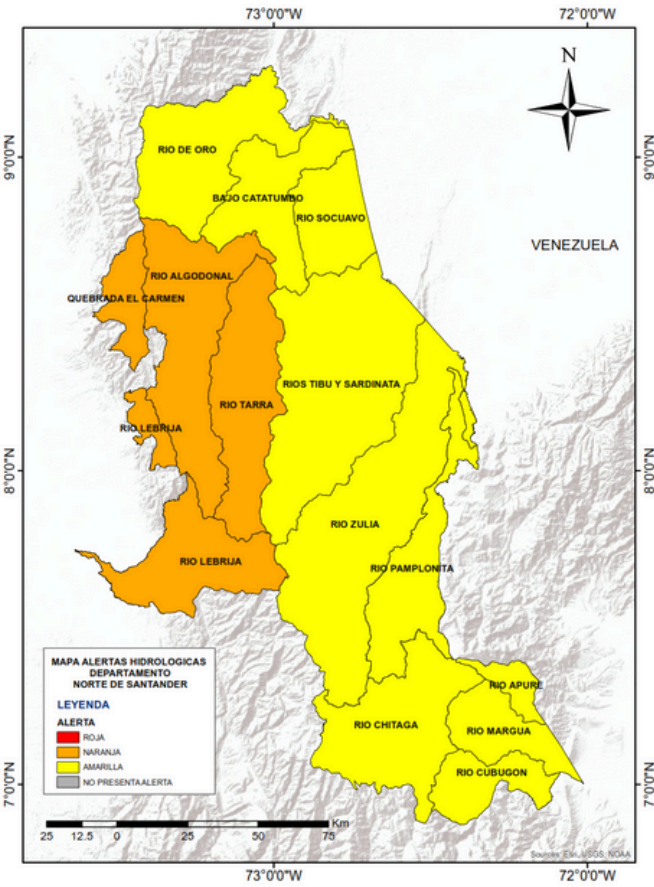 73°0'0"W
72°0'0"W
N
9°0'0"N
9°0'0"N
RIO DE ORO
BAJO CATATUMBO
RIO SOCUAVO
VENEZUELA
RIO ALGODONAL
QUEBRADA EL CARMEN
RIOS TIBU Y SARDINATA
RIO TARRA
RIO LEBRIJA
8°0'0"N
8°0'0"N
RIO ZULIA
RIO LEBRIJA
RIO PAMPLONITA
MAPA ALERTAS HIDROLOGICAS
DEPARTAMENTO
NORTE DE SANTANDER
LEYENDA
ALERTA
ROJA
NARANJA
AMARILLA
NO PRESENTA ALERTA
RIO APURE
RIO CHITAGA
RIO MARGUA
RIO CUBUGON
7°0'0"N
7°0'0"N
Km
25 12.5 0 25 50 75
Sources: Esri, USGS, NOAA
73°0'0"W
72°0'0"W